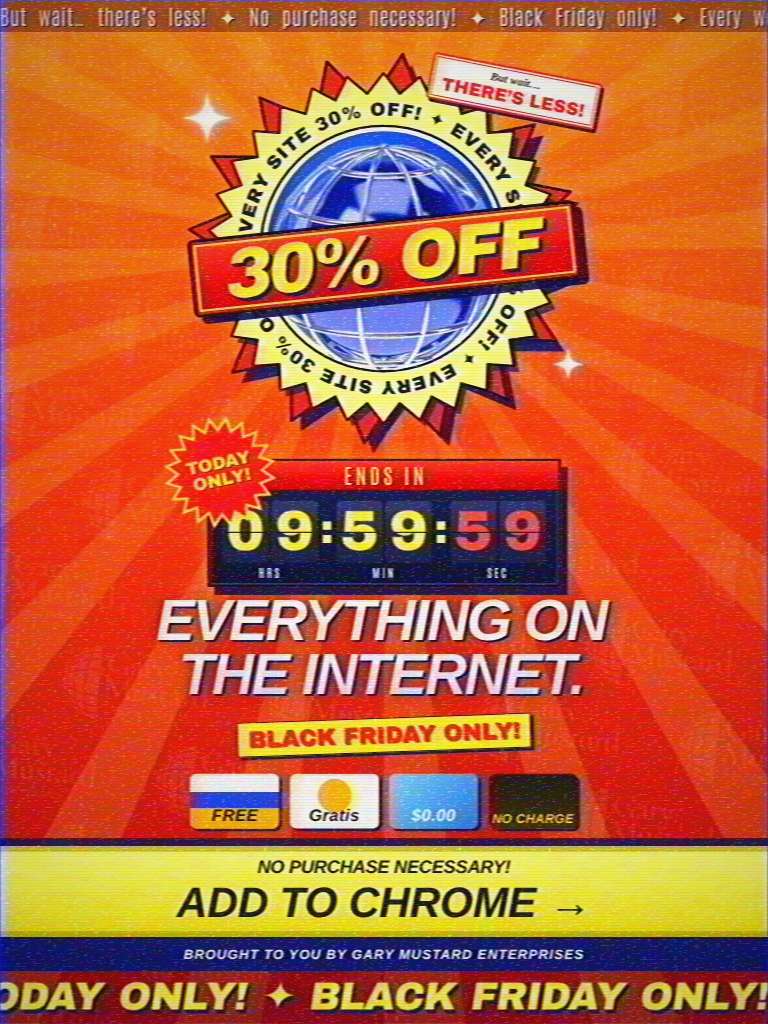 But wait... there's less! ✦ No purchase necessary! ✦ Black Friday only! ✦ Every
But wait...
THERE'S LESS!
EVERY SITE 30% OFF! ✦ EVERY SITE 30% OFF! ✦
30% OFF
TODAY
ONLY!
ENDS IN
09:59:59
HRS MIN SEC
EVERYTHING ON
THE INTERNET.
BLACK FRIDAY ONLY!
FREE Gratis $0.00 NO CHARGE
NO PURCHASE NECESSARY!
ADD TO CHROME →
BROUGHT TO YOU BY GARY MUSTARD ENTERPRISES
ODAY ONLY! ✦ BLACK FRIDAY ONLY!